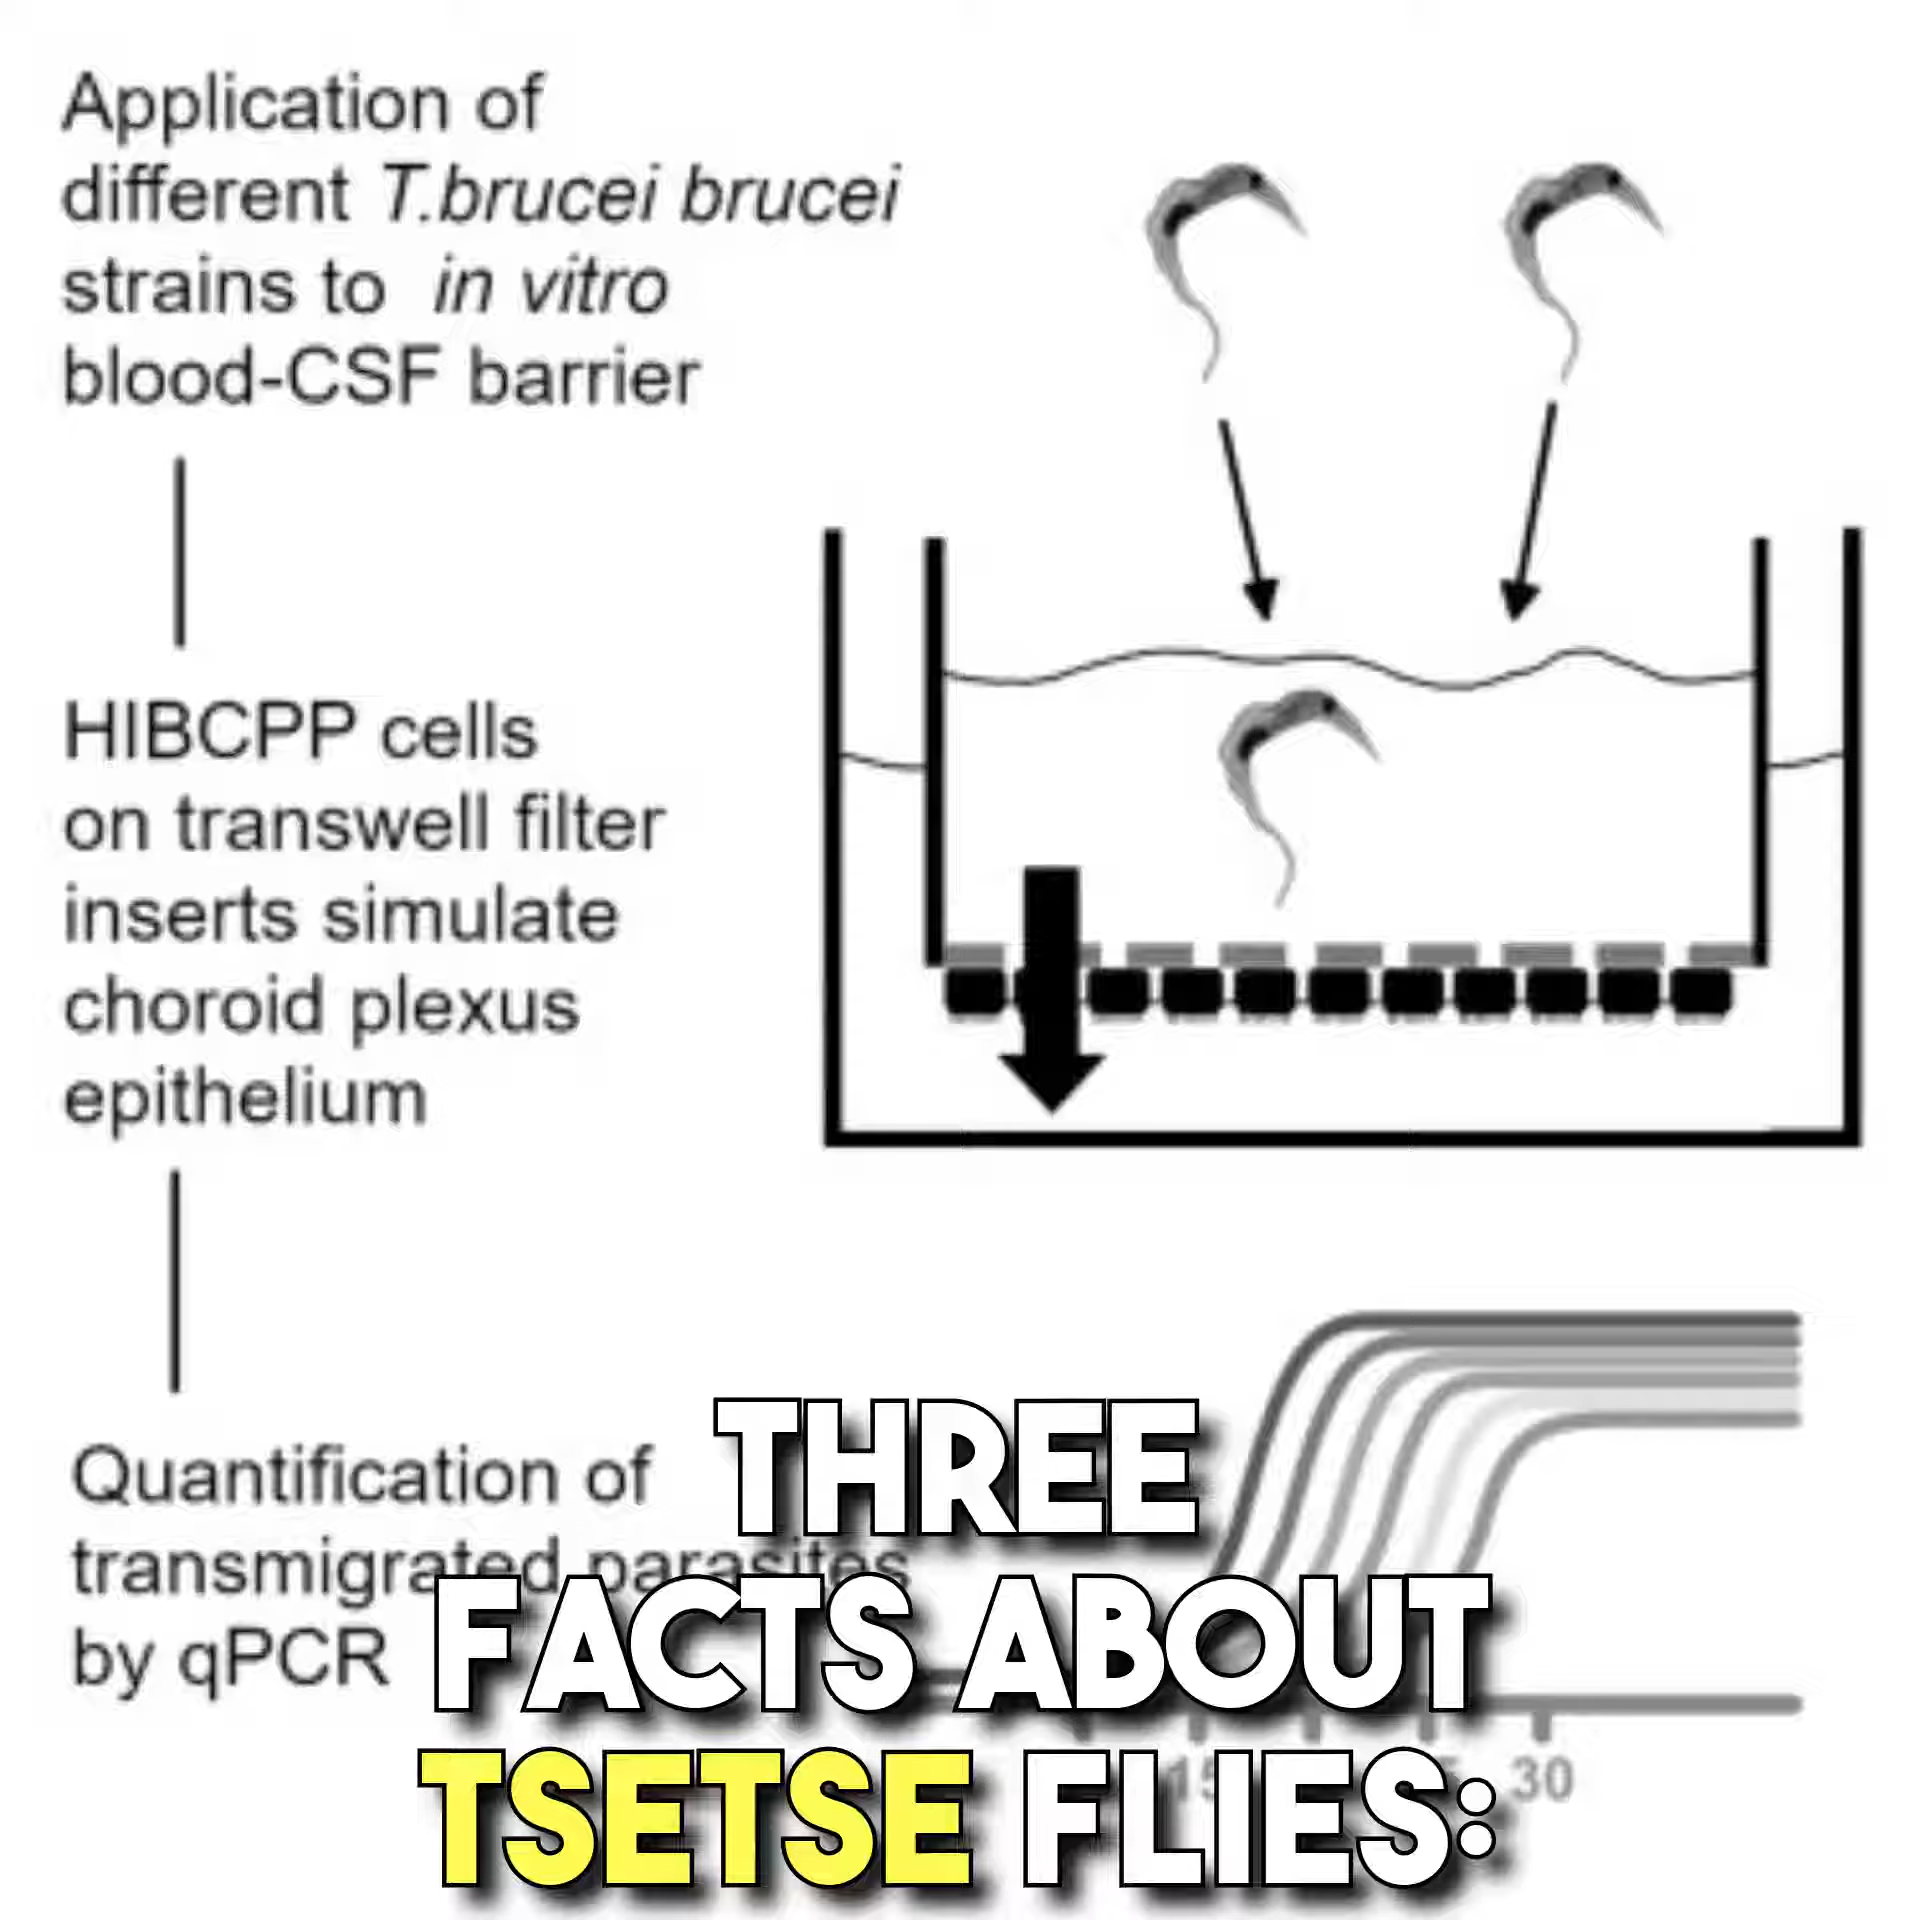 Application of
different T.brucei brucei
strains to in vitro
blood-CSF barrier
HIBCPP cells
on transwell filter
inserts simulate
choroid plexus
epithelium
Quantification of
transmigrated parasites
by qPCR
15 30
THREE
FACTS ABOUT
TSETSE FLIES: